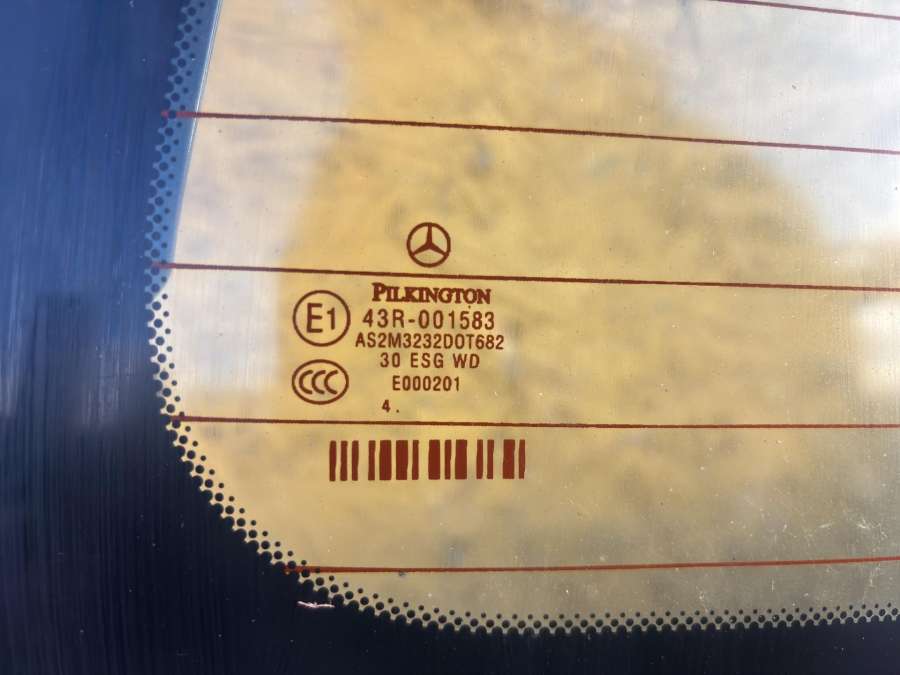 PILKINGTON
E1
43R-001583
AS2M3232DOT682
30 ESG WD
CCC
E000201
4.